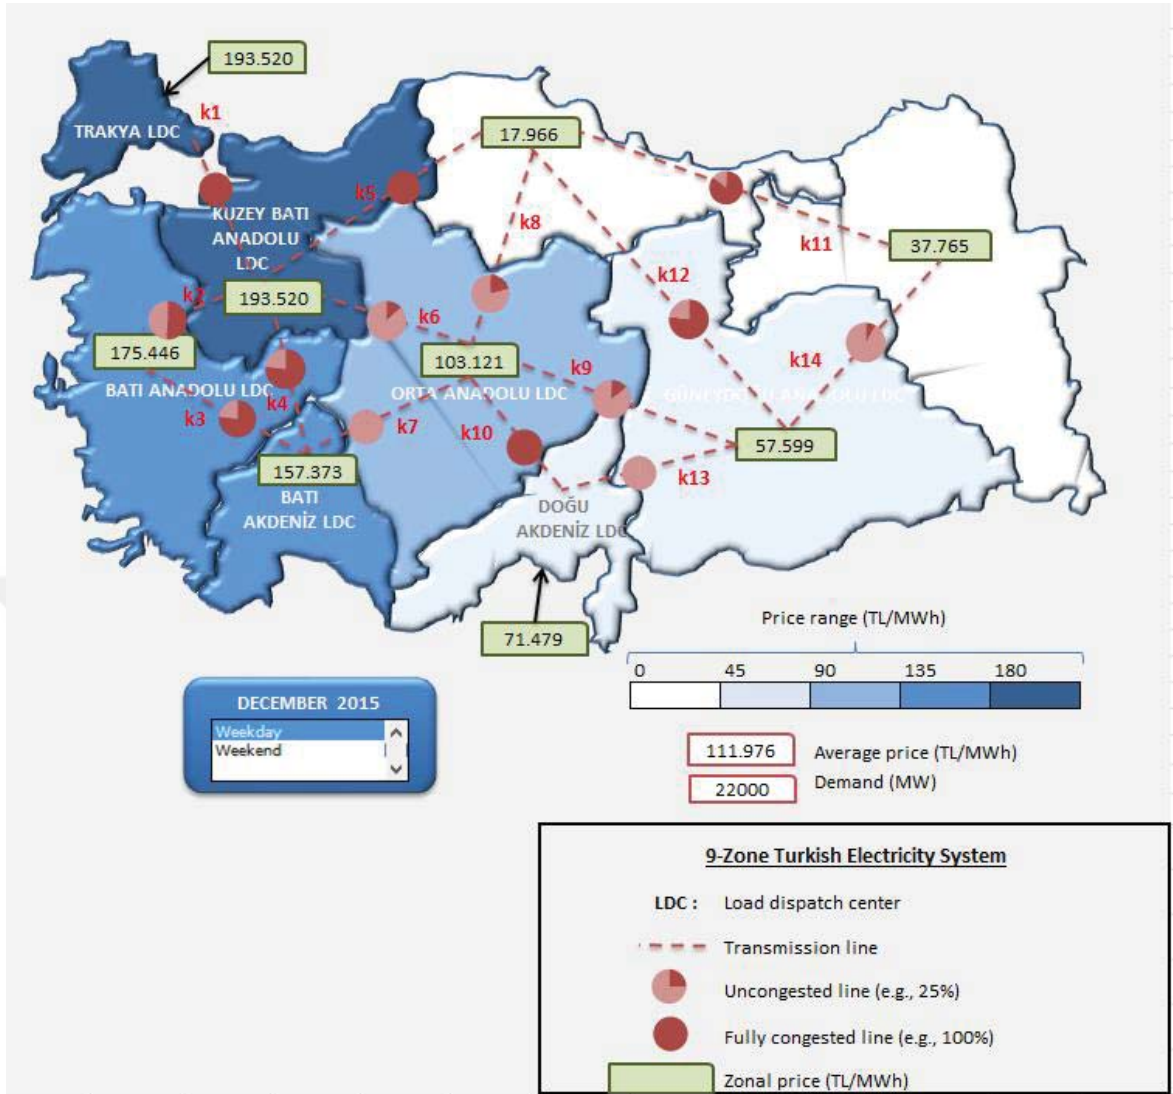 193.520
k1
TRAKYA LDC
17.966
k5
KUZEY BATI
ANADOLU
LDC
k8
k11
37.765
k2
193.520
k12
k6
175.446
103.121
k14
BATI ANADOLU LDC
k9
ORTA ANADOLU LDC
GÜNEYDOĞU ANADOLU LDC
k4
k3
k7
k10
57.599
157.373
k13
BATI
AKDENİZ LDC
DOĞU
AKDENİZ LDC
71.479
Price range (TL/MWh)
0 45 90 135 180
DECEMBER 2015
Weekday
Weekend
111.976 Average price (TL/MWh)
22000 Demand (MW)
9-Zone Turkish Electricity System
LDC : Load dispatch center
Transmission line
Uncongested line (e.g., 25%)
Fully congested line (e.g., 100%)
Zonal price (TL/MWh)